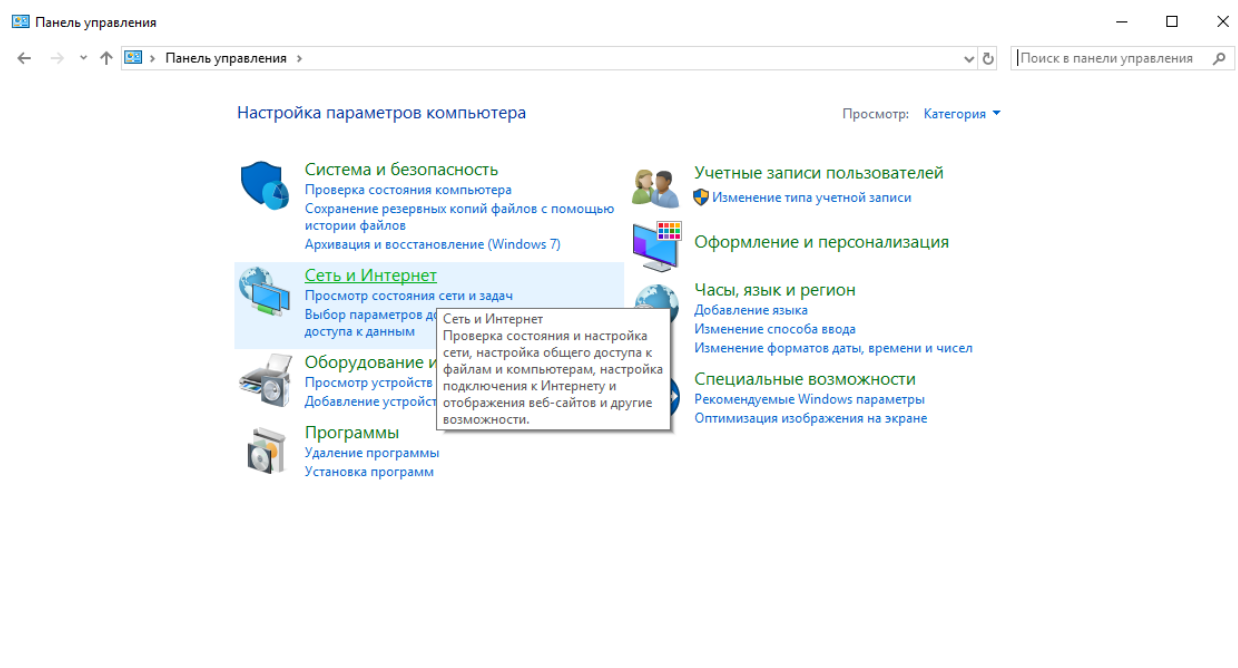 Панель управления
Панель управления
Поиск в панели управления
Настройка параметров компьютера
Просмотр: Категория
Система и безопасность
Проверка состояния компьютера
Сохранение резервных копий файлов с помощью
истории файлов
Архивация и восстановление (Windows 7)
Сеть и Интернет
Просмотр состояния сети и задач
Выбор параметров
доступа к данным
Сеть и Интернет
Проверка состояния и настройка
сети, настройка общего доступа к
файлам и компьютерам, настройка
подключения к Интернету и
отображения веб-сайтов и другие
возможности.
Оборудование и
Просмотр устройств
Добавление
Программы
Удаление программы
Установка программ
Учетные записи пользователей
Изменение типа учетной записи
Оформление и персонализация
Часы, язык и регион
Добавление языка
Изменение способа ввода
Изменение форматов даты, времени и чисел
Специальные возможности
Рекомендуемые Windows параметры
Оптимизация изображения на экране